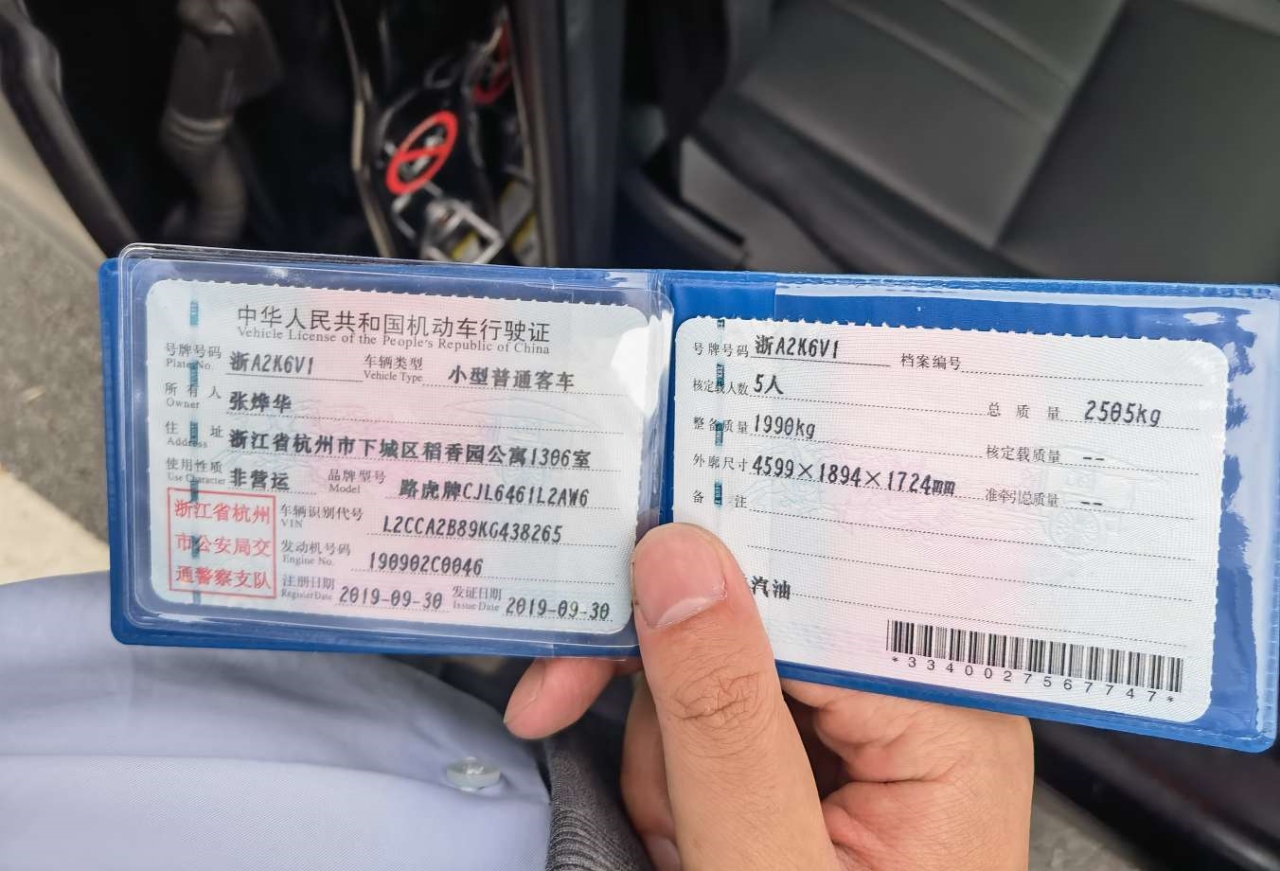 中华人民共和国机动车行驶证
Vehicle License of the People's Republic of China
号牌号码 浙A2K6V1 车辆类型 小型普通客车
Plate No. Vehicle Type
所有人 张烨华
Owner
住址 浙江省杭州市下城区稻香园公寓1306室
Address
使用性质 非营运 品牌型号 路虎牌CJL6461L2AW6
Use Character Model
浙江省杭州
市公安局交
通警察支队
车辆识别代号 L2CCA2B89KG438265
VIN
发动机号码 190902C0046
Engine No.
注册日期 2019-09-30 发证日期 2019-09-30
Register Date Issue Date
号牌号码 浙A2K6V1 档案编号
核定载人数 5人 总质量 2505kg
整备质量 1990kg 核定载质量 --
外廓尺寸 4599×1894×1724mm 准牵引总质量 --
备注
汽油
*3340027567747*